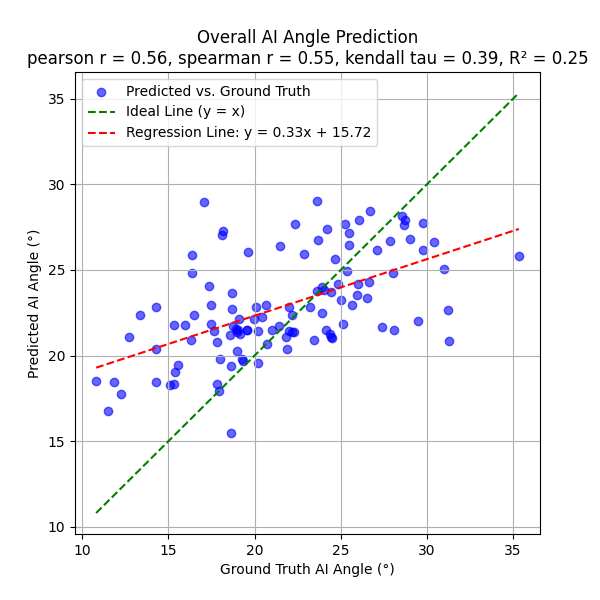 Overall AI Angle Prediction
pearson r = 0.56, spearman r = 0.55, kendall tau = 0.39, R² = 0.25
Predicted vs. Ground Truth
Ideal Line (y = x)
Regression Line: y = 0.33x + 15.72
Predicted AI Angle (°)
35
30
25
20
15
10
10 15 20 25 30 35
Ground Truth AI Angle (°)